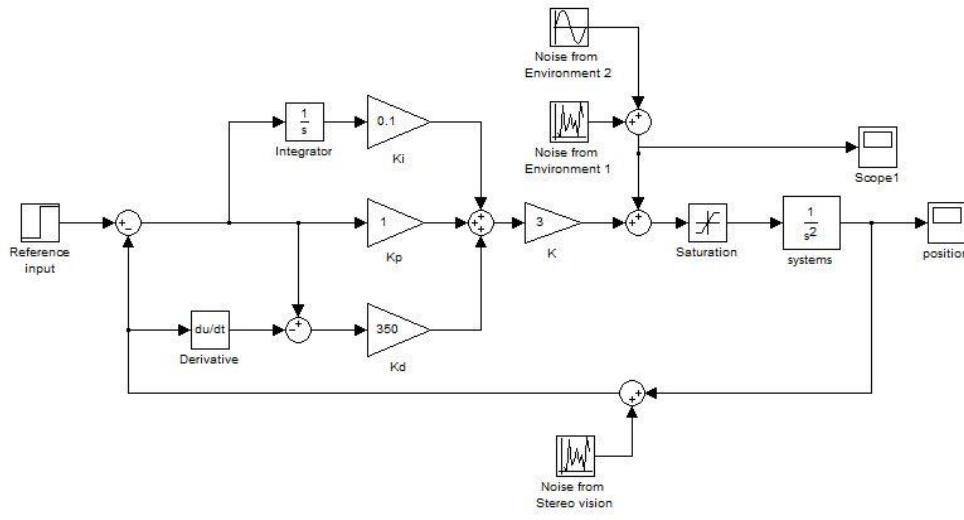 Noise from
Environment 2
1
s
Integrator
0.1
Ki
Noise from
Environment 1
Scope1
Reference
input
1
Kp
3
K
Saturation
1
s2
systems
position
du/dt
Derivative
350
Kd
Noise from
Stereo vision